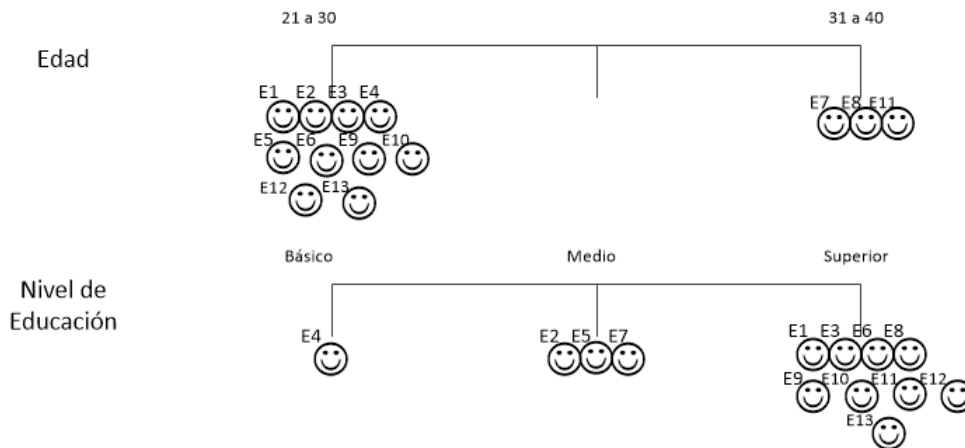 21 a 30 31 a 40
Edad
E1 E2 E3 E4
E7 E8 E11
E5 E6 E9 E10
E12 E13
Básico Medio Superior
Nivel de
Educación
E4
E2 E5 E7
E1 E3 E6 E8
E9 E10 E11 E12
E13